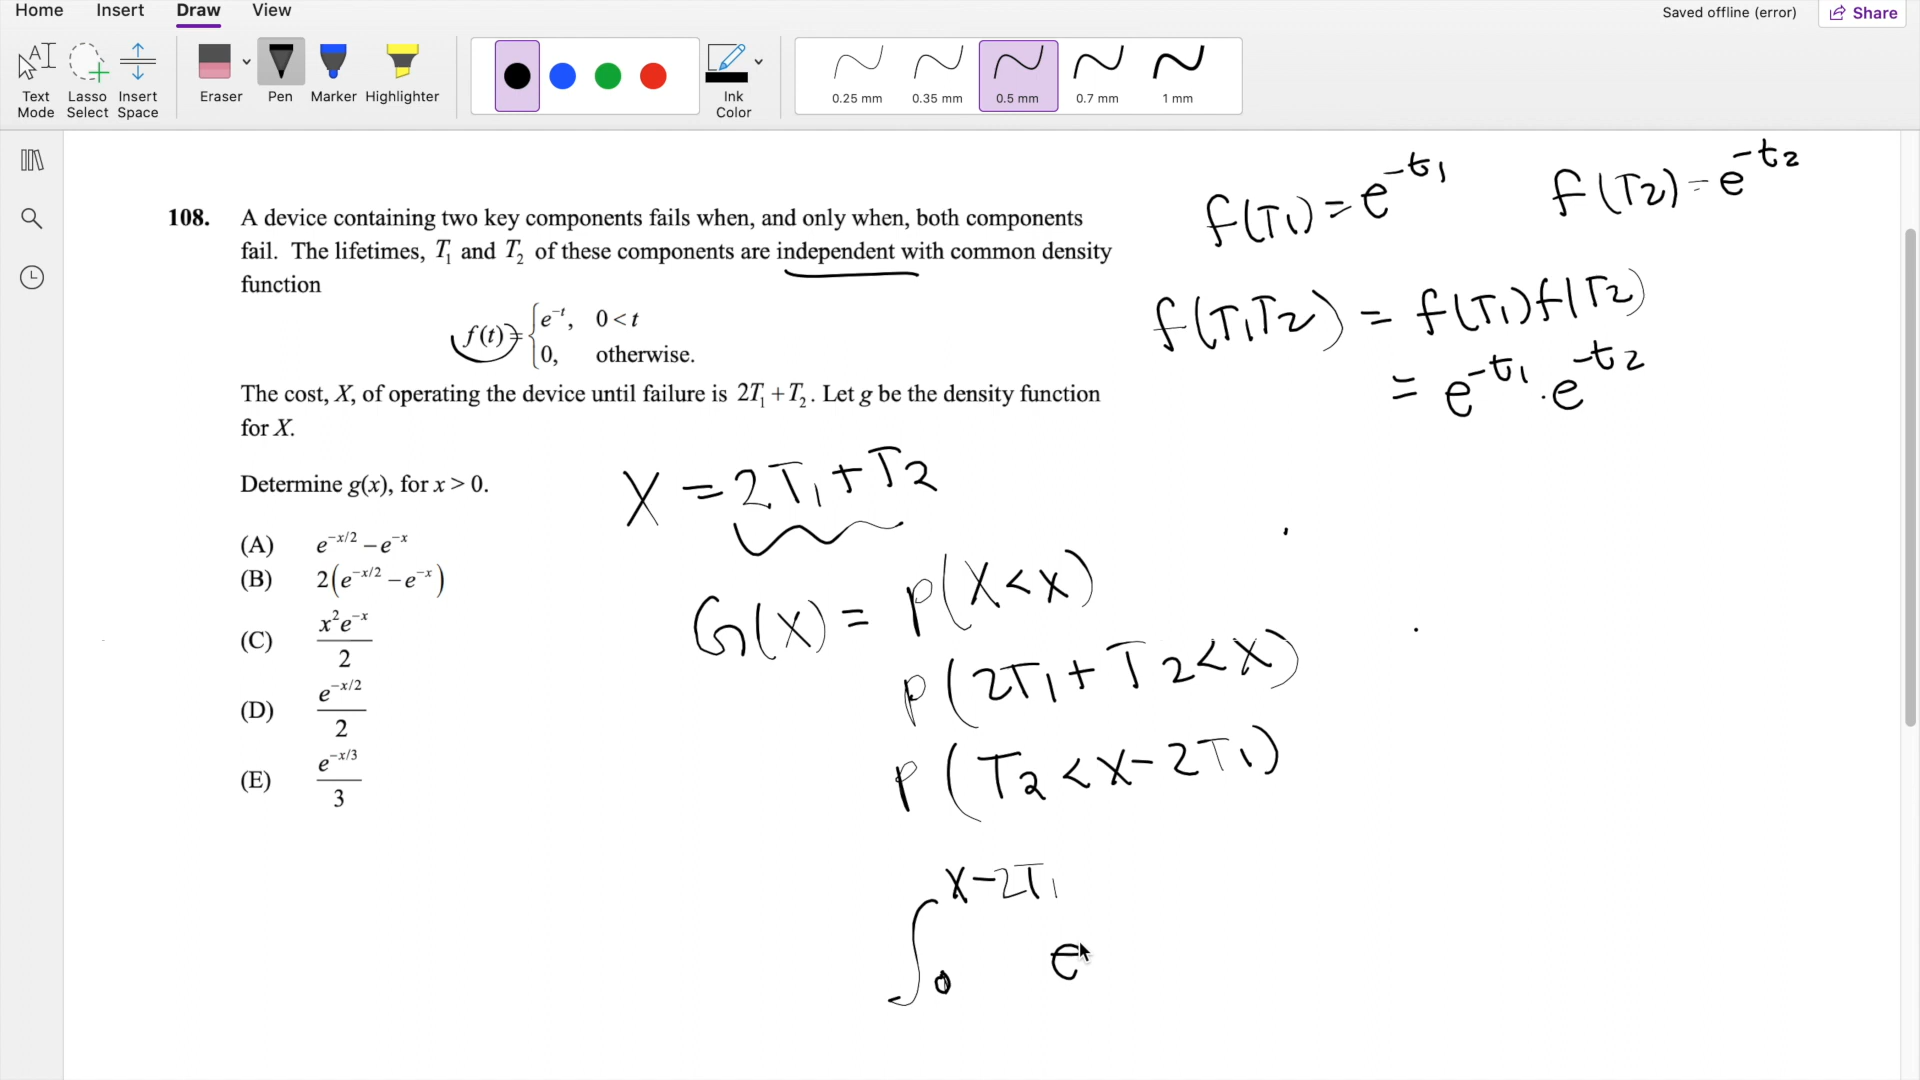 Home Insert Draw View
Saved offline (error) Share
Text Mode
Lasso Select
Insert Space
Eraser
Pen
Marker
Highlighter
Ink Color
0.25 mm
0.35 mm
0.5 mm
0.7 mm
1 mm
f(T1) = e^{-t1} f(T2) = e^{-t2}
108. A device containing two key components fails when, and only when, both components
fail. The lifetimes, T₁ and T₂ of these components are independent with common density
function
f(T1T2) = f(T1)f(T2)
f(t) = { e^{-t}, 0 < t
0, otherwise.
= e^{-t1} · e^{-t2}
The cost, X, of operating the device until failure is 2T₁ + T₂. Let g be the density function
for X.
Determine g(x), for x > 0.
X = 2T1 + T2
(A) e^{-x/2} – e^{-x}
(B) 2(e^{-x/2} – e^{-x})
(C) x²e^{-x} / 2
(D) e^{-x/2} / 2
(E) e^{-x/3} / 3
G(x) = P(X < x)
P(2T1 + T2 < X)
P(T2 < X - 2T1)
∫_0^{X-2T1} e